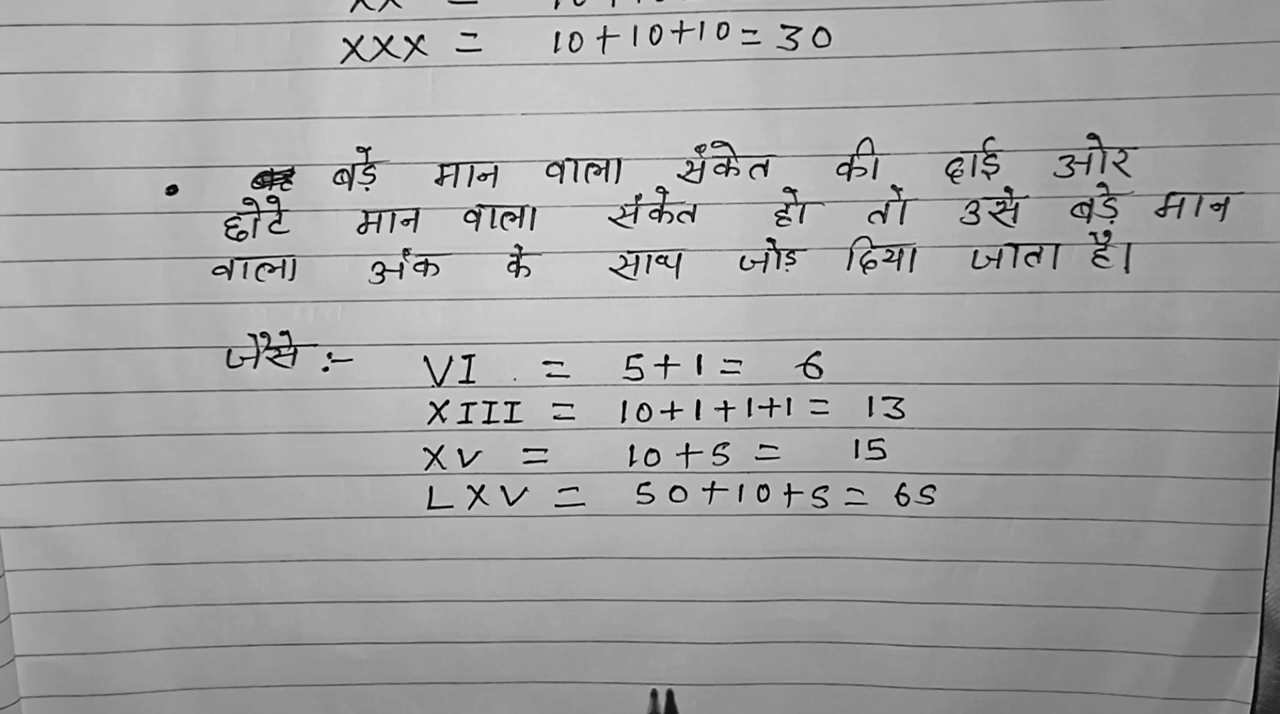 XXX = 10+10+10 = 30
• बड़े मान वाला संकेत की दाई ओर
छोटे मान वाला संकेत हो तो उसे बड़े मान
वाला अंक के साथ जोड़ दिया जाता है।
जैसे :- VI = 5+1 = 6
XIII = 10+1+1+1 = 13
XV = 10+5 = 15
LXV = 50+10+5 = 65